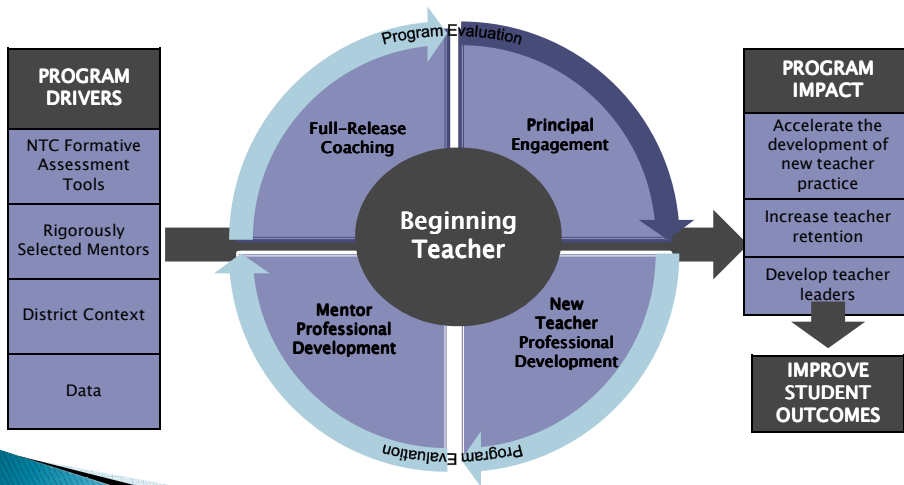 PROGRAM
DRIVERS
NTC Formative
Assessment
Tools
Rigorously
Selected Mentors
District Context
Data
Program Evaluation
Full-Release
Coaching
Principal
Engagement
Beginning
Teacher
Mentor
Professional
Development
New
Teacher
Professional
Development
Program Evaluation
PROGRAM
IMPACT
Accelerate the
development of
new teacher
practice
Increase teacher
retention
Develop teacher
leaders
IMPROVE
STUDENT
OUTCOMES